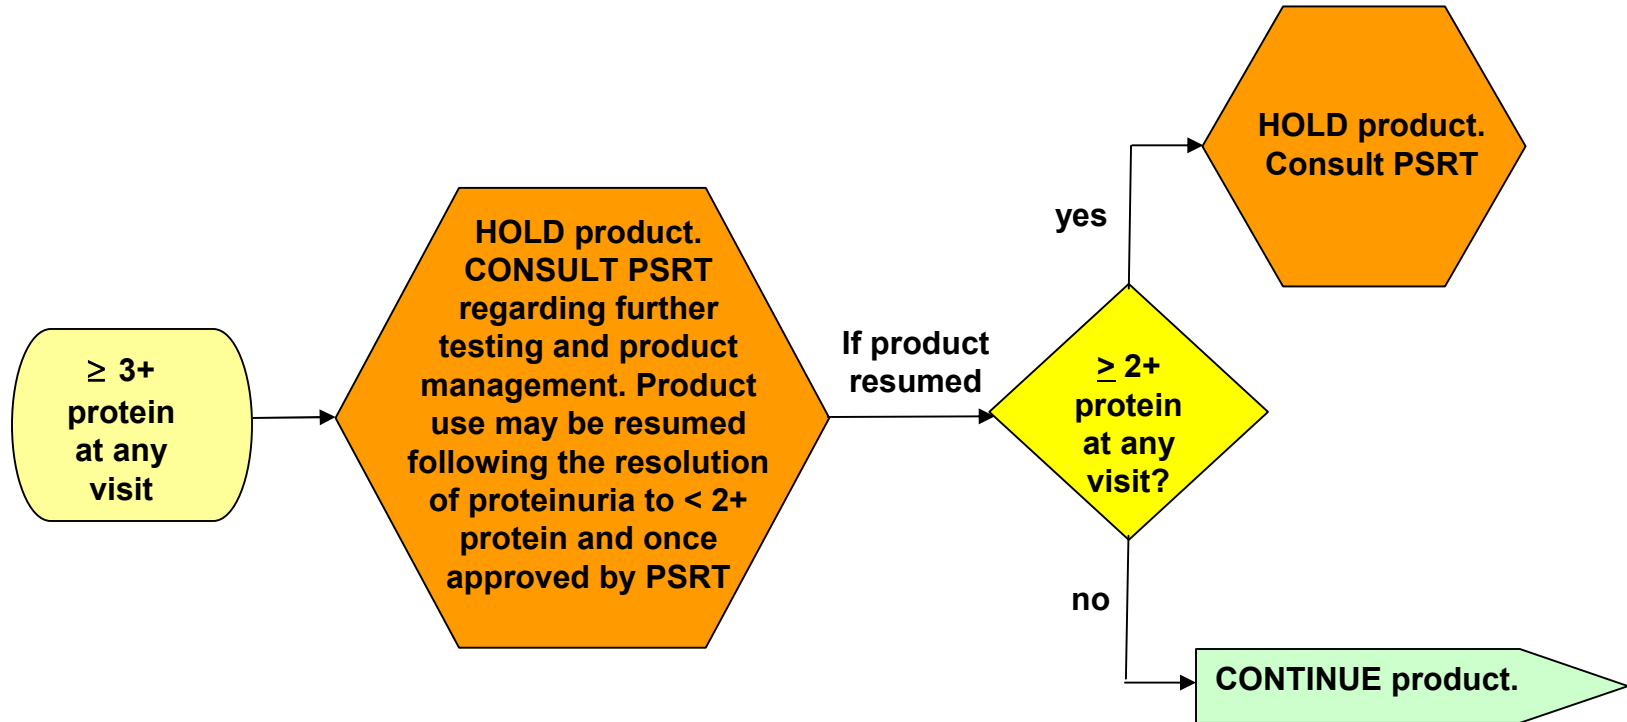 ≥ 3+
protein
at any
visit
HOLD product.
CONSULT PSRT
regarding further
testing and product
management. Product
use may be resumed
following the resolution
of proteinuria to < 2+
protein and once
approved by PSRT
If product
resumed
≥ 2+
protein
at any
visit?
yes
HOLD product.
Consult PSRT
no
CONTINUE product.